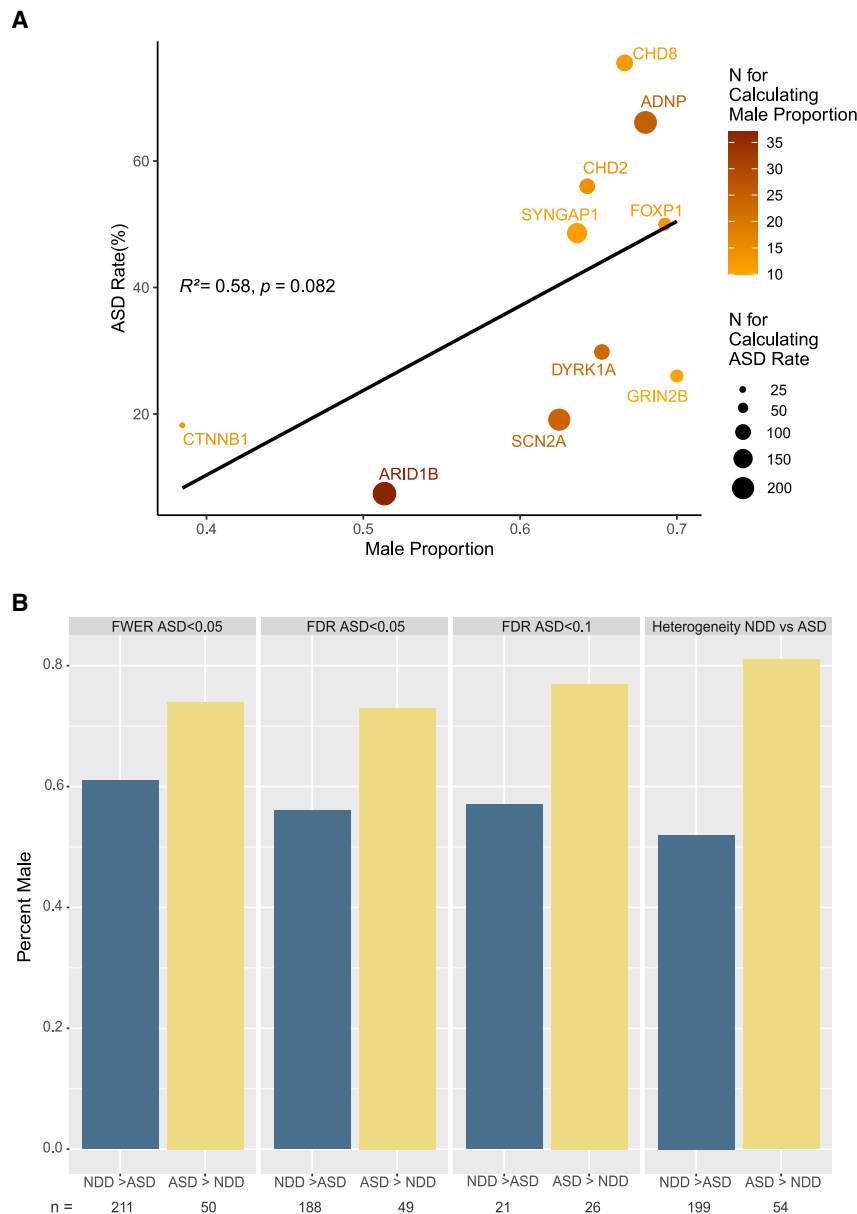 A
CHD8
ADNP
CHD2
SYNGAP1
FOXP1
DYRK1A
GRIN2B
SCN2A
CTNNB1
ARID1B
R²= 0.58, p = 0.082
ASD Rate(%)
60
40
20
0.4
0.5
0.6
0.7
Male Proportion
N for
Calculating
Male Proportion
35
30
25
20
15
10
N for
Calculating
ASD Rate
25
50
100
150
200
B
FWER ASD<0.05
FDR ASD<0.05
FDR ASD<0.1
Heterogeneity NDD vs ASD
Percent Male
0.8
0.6
0.4
0.2
0.0
NDD >ASD
ASD > NDD
NDD >ASD
ASD > NDD
NDD >ASD
ASD > NDD
NDD >ASD
ASD > NDD
n = 211 50 188 49 21 26 199 54